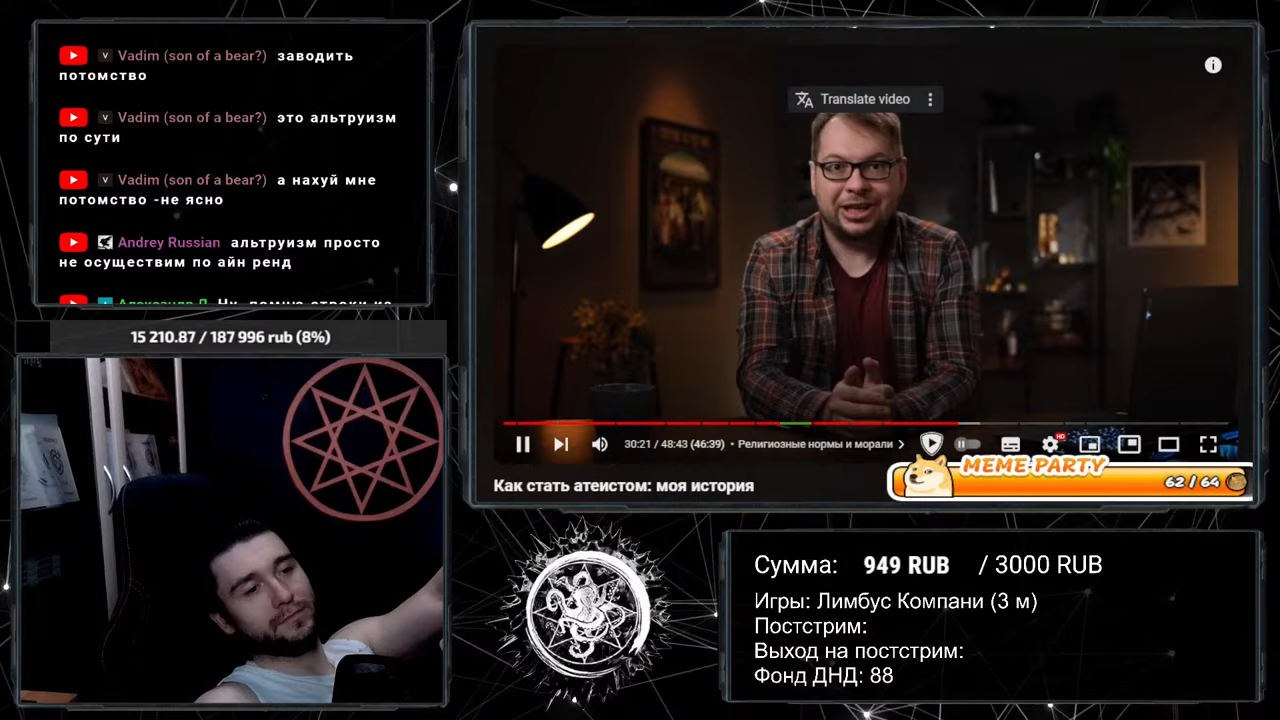 Vadim (son of a bear?) заводить
потомство
Vadim (son of a bear?) это альтруизм
по сути
Vadim (son of a bear?) а нахуй мне
потомство -не ясно
Andrey Russian альтруизм просто
не осуществим по айн ренд
15 210.87 / 187 996 rub (8%)
Translate video
30:21 / 48:43 (46:39) • Религиозные нормы и морали
HD
Как стать атеистом: моя история
MEME PARTY
62 / 64
Сумма: 949 RUB / 3000 RUB
Игры: Лимбус Компани (3 м)
Постстрим:
Выход на постстрим:
Фонд ДНД: 88